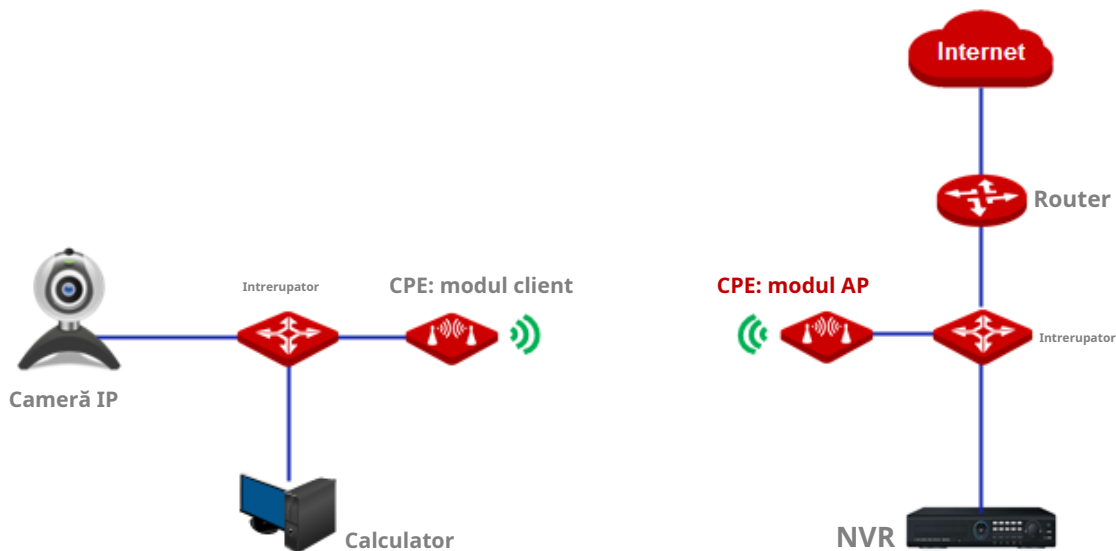 Internet
Router
Intrerupator
CPE: modul client
CPE: modul AP
Intrerupator
Cameră IP
Calculator
NVR